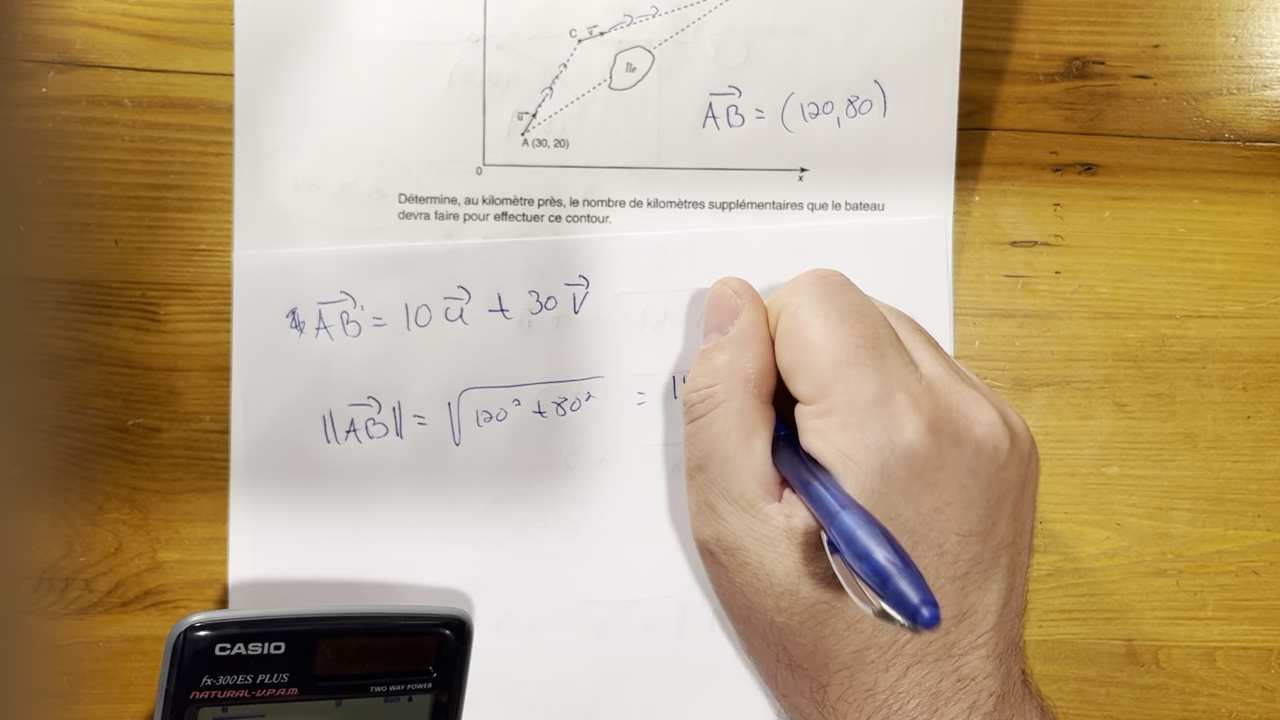 C v
Île
u
A (30, 20)
AB = (120, 80)
0
x
Détermine, au kilomètre près, le nombre de kilomètres supplémentaires que le bateau
devra faire pour effectuer ce contour.
AB = 10 u + 30 v
||AB|| = √120² + 80² =
CASIO
fx-300ES PLUS
NATURAL-V.P.A.M.
TWO WAY POWER